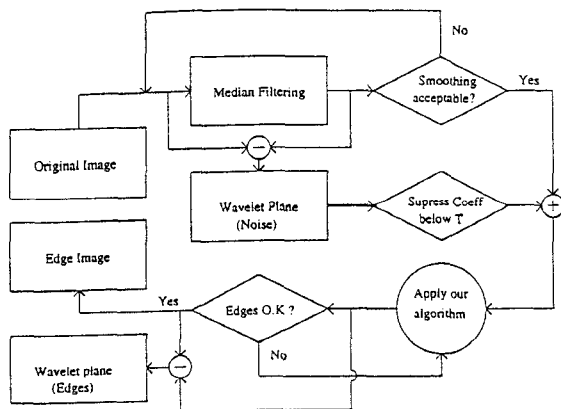 No
Median Filtering
Smoothing
acceptable?
Yes
Original Image
−
Wavelet Plane
(Noise)
Supress Coeff
below T
+
Edge Image
Yes
Edges O.K ?
Apply our
algorithm
No
Wavelet plane
(Edges)
−